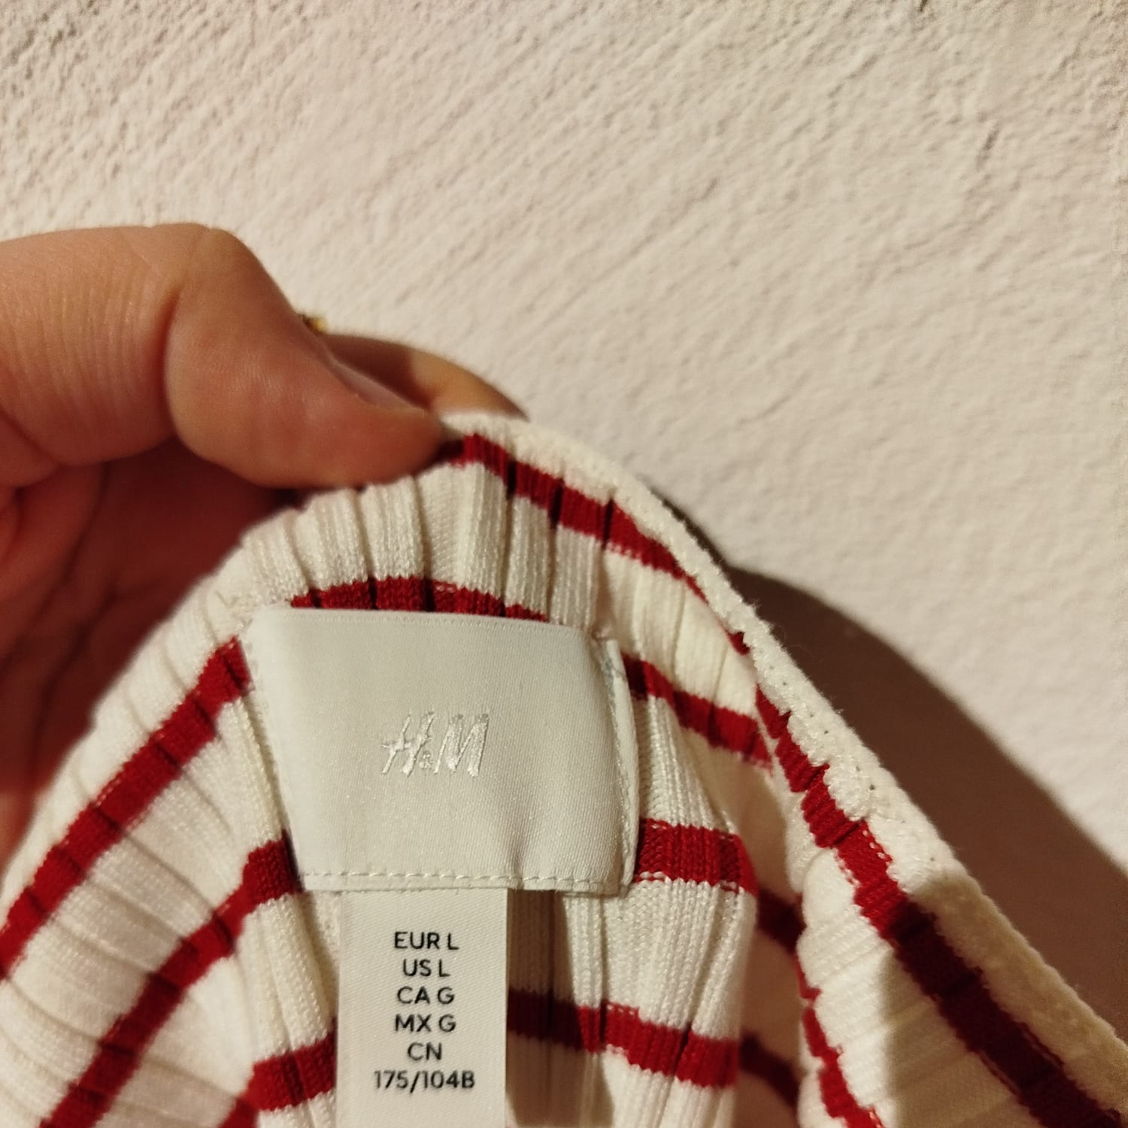 H&M
EUR L
US L
CA G
MX G
CN
175/104B